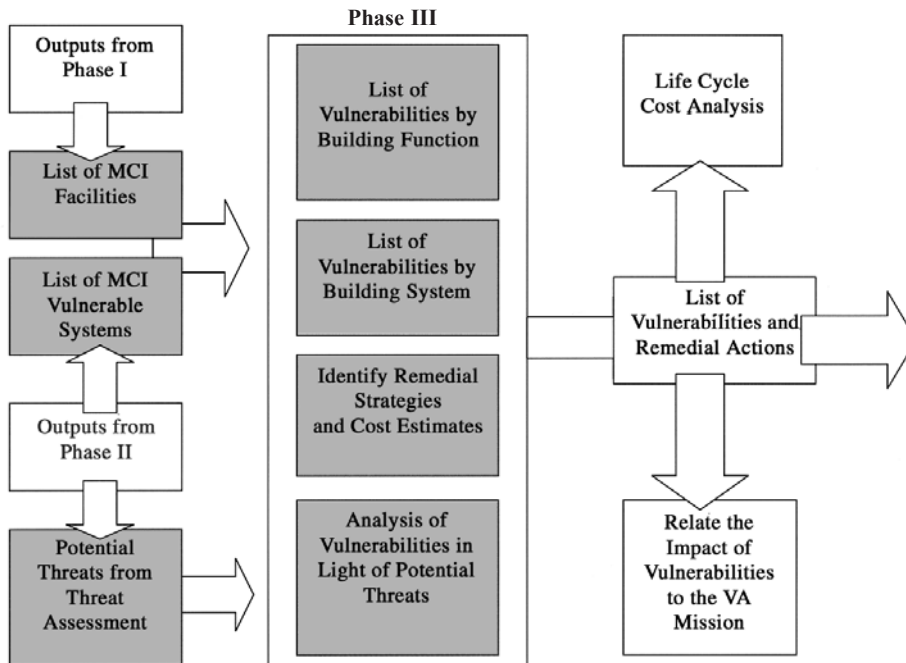 Phase III
Outputs from
Phase I
List of MCI
Facilities
List of MCI
Vulnerable
Systems
Outputs from
Phase II
Potential
Threats from
Threat
Assessment
List of
Vulnerabilities by
Building Function
List of
Vulnerabilities by
Building System
Identify Remedial
Strategies
and Cost Estimates
Analysis of
Vulnerabilities in
Light of Potential
Threats
Life Cycle
Cost Analysis
List of
Vulnerabilities and
Remedial Actions
Relate the
Impact of
Vulnerabilities
to the VA
Mission